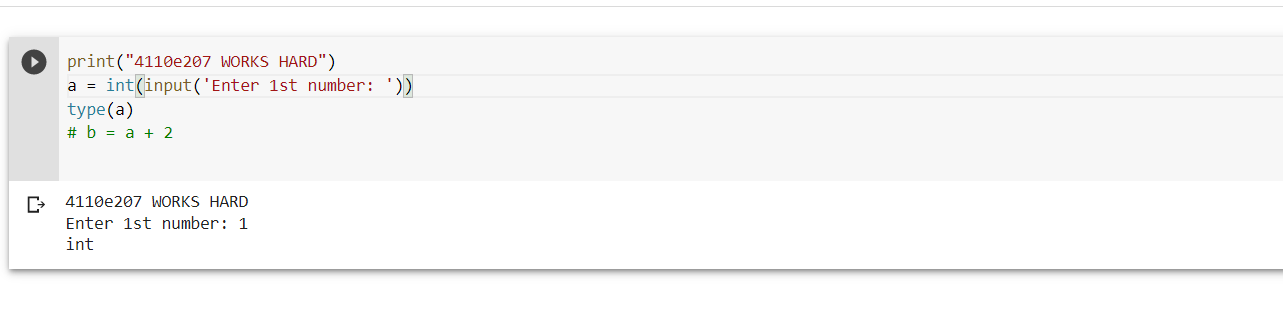 print("4110e207 WORKS HARD")
a = int(input('Enter 1st number: '))
type(a)
# b = a + 2
4110e207 WORKS HARD
Enter 1st number: 1
int